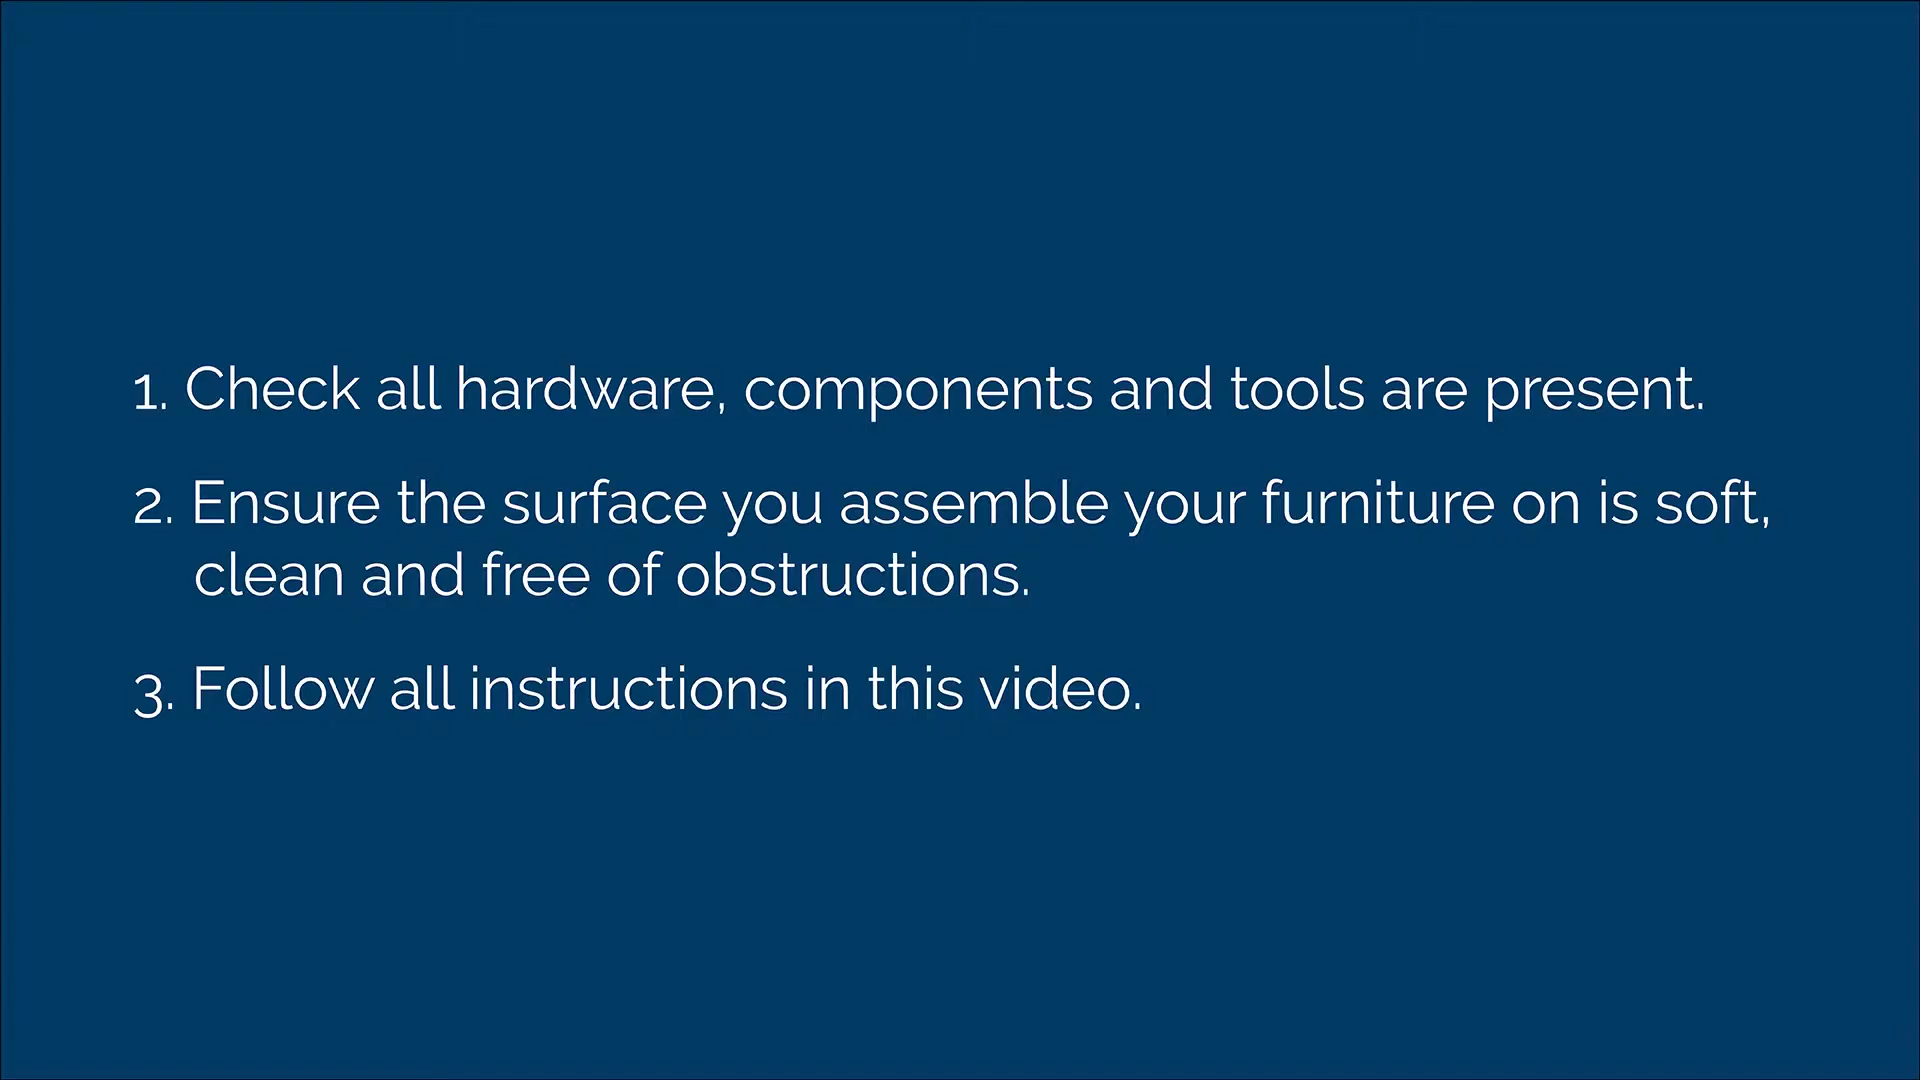 1. Check all hardware, components and tools are present.
2. Ensure the surface you assemble your furniture on is soft,
clean and free of obstructions.
3. Follow all instructions in this video.